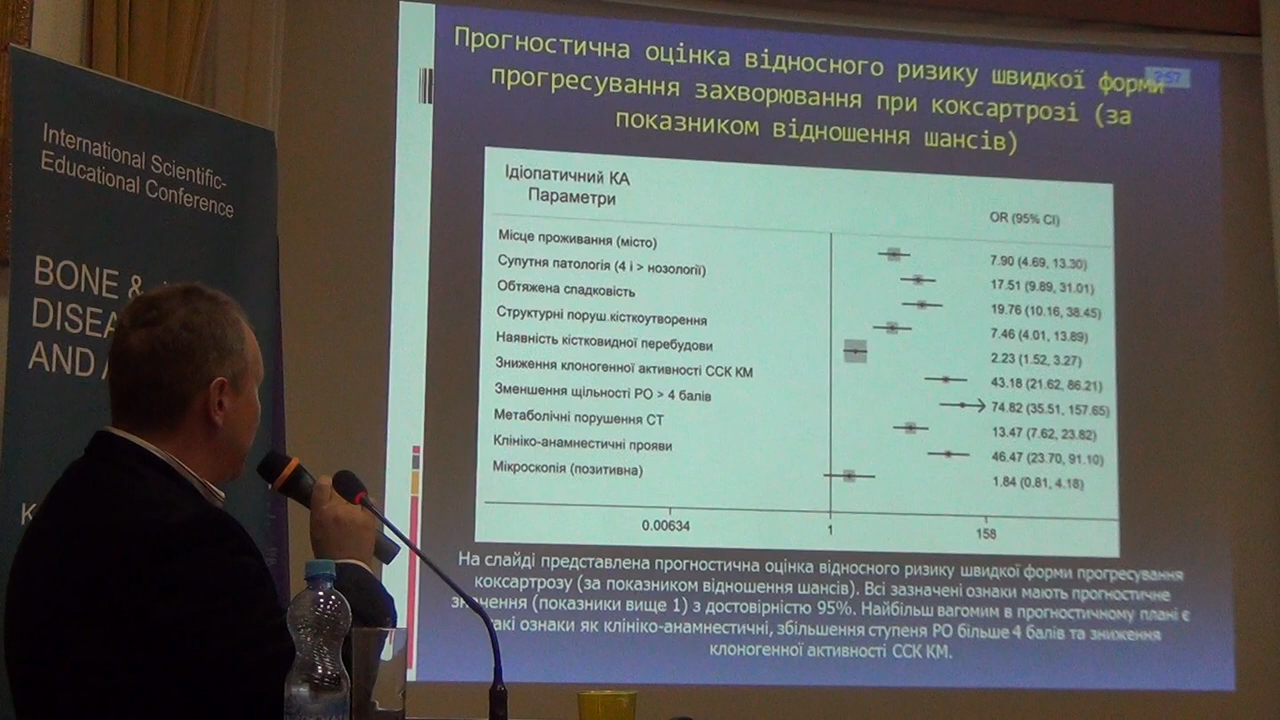 International Scientific-
Educational Conference
BONE &
AND
Прогностична оцінка відносного ризику швидкої форми
прогресування захворювання при коксартрозі (за
показником відношення шансів)
Ідіопатичний КА
Параметри
OR (95% CI)
Місце проживання (місто)
7.90 (4.69, 13.30)
Супутня патологія (4 і > нозології)
17.51 (9.89, 31.01)
Обтяжена спадковість
19.76 (10.16, 38.45)
Структурні поруш.кісткоутворення
7.46 (4.01, 13.89)
Наявність кістковидної перебудови
2.23 (1.52, 3.27)
Зниження клоногенної активності ССК КМ
43.18 (21.62, 86.21)
Зменшення щільності РО > 4 балів
74.82 (35.51, 157.65)
Метаболічні порушення СТ
13.47 (7.62, 23.82)
Клініко-анамнестичні прояви
46.47 (23.70, 91.10)
Мікроскопія (позитивна)
1.84 (0.81, 4.18)
0.00634 1 158
На слайді представлена прогностична оцінка відносного ризику швидкої форми прогресування
коксартрозу (за показником відношення шансів). Всі зазначені ознаки мають прогностичне
значення (показники вище 1) з достовірністю 95%. Найбільш вагомим в прогностичному плані є
такі ознаки як клініко-анамнестичні, збільшення ступеня РО більше 4 балів та зниження
клоногенної активності ССК КМ.